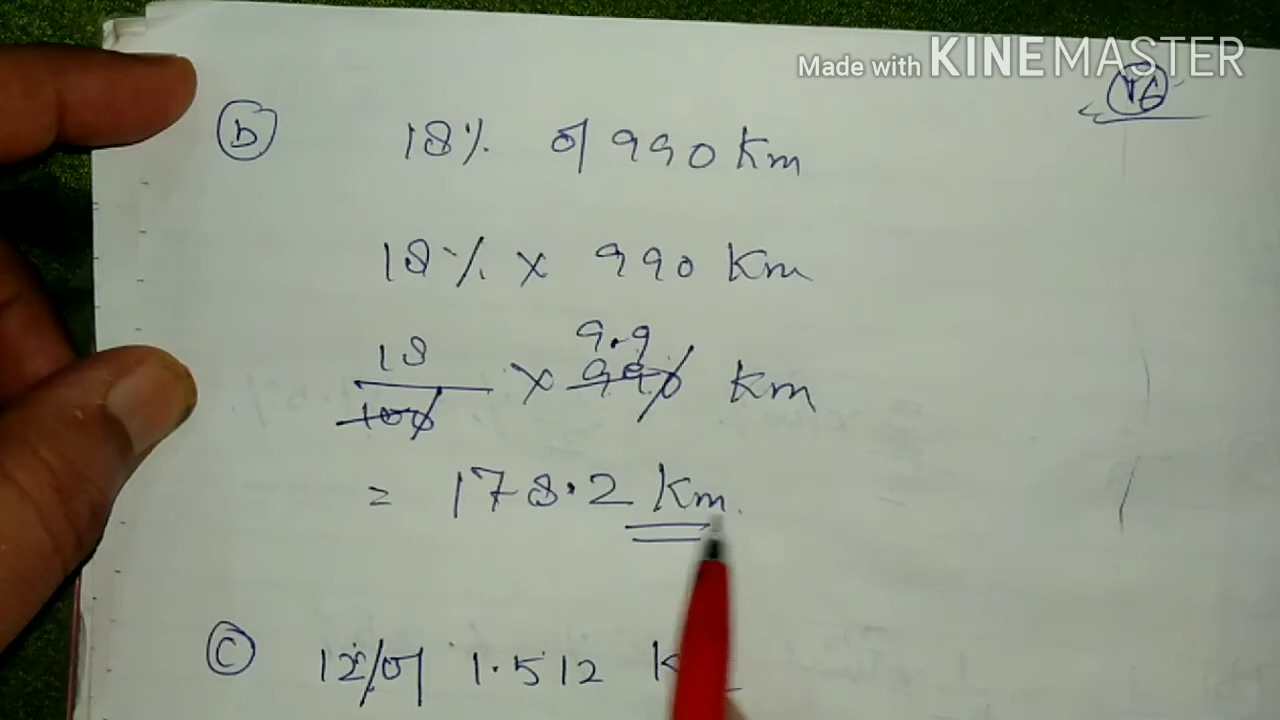 Made with KINEMASTER
(b) 18% of 990 Km
18% × 990 Km
9.9
18/100 × 990 Km
= 178.2 Km.
(c) 12% of 1.512